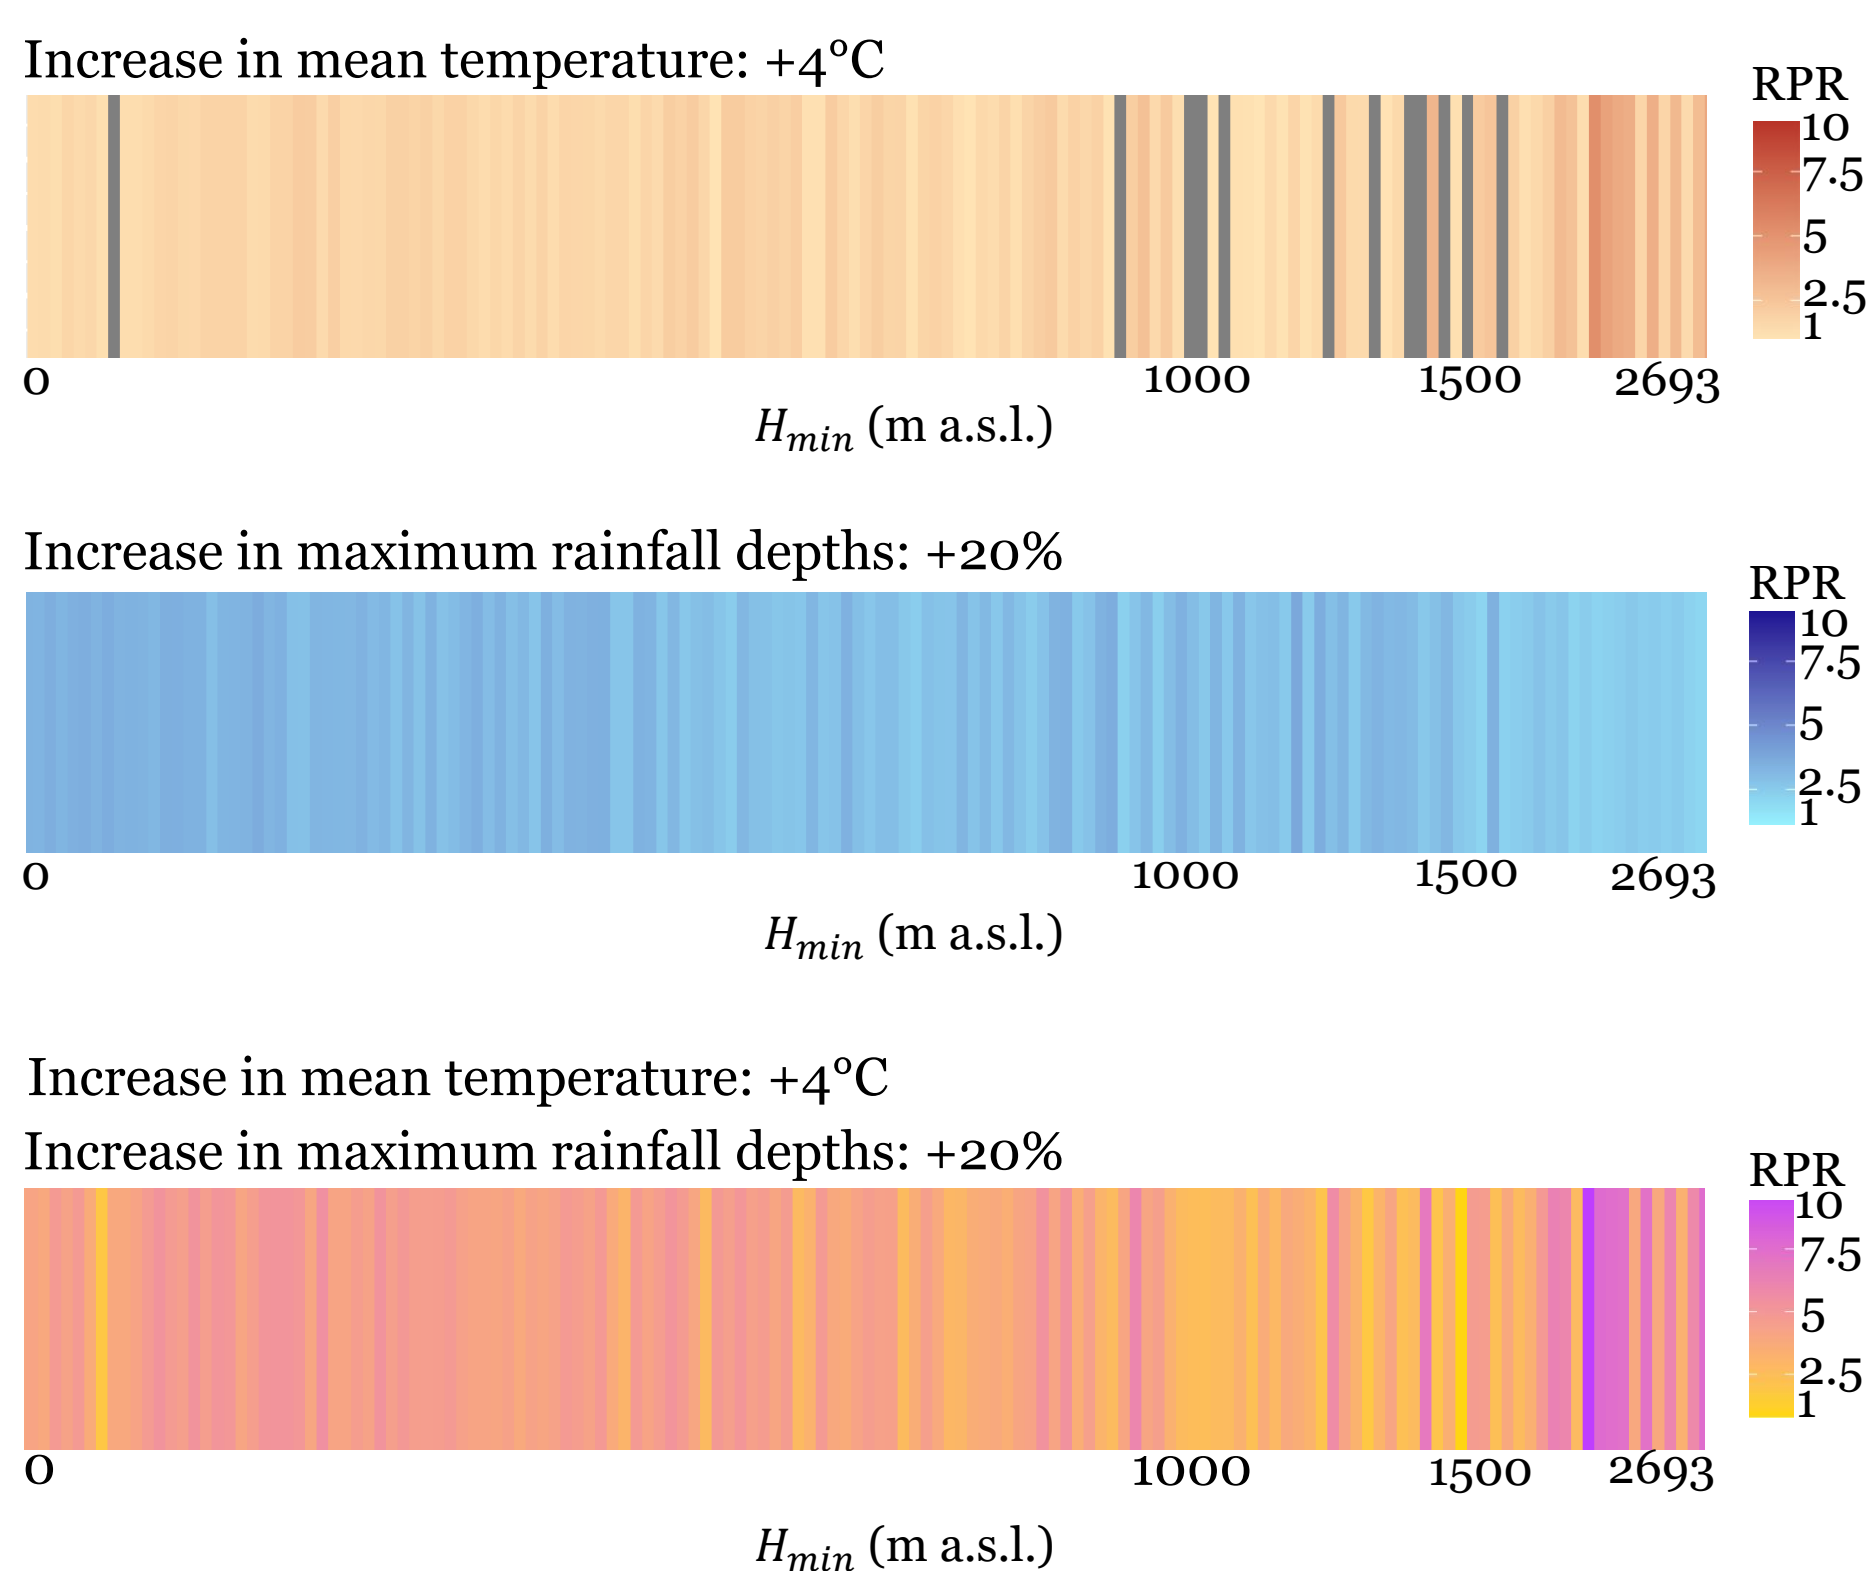 Increase in mean temperature: +4°C
RPR
10
7.5
5
2.5
1
0 1000 1500 2693
H_min (m a.s.l.)
Increase in maximum rainfall depths: +20%
RPR
10
7.5
5
2.5
1
0 1000 1500 2693
H_min (m a.s.l.)
Increase in mean temperature: +4°C
Increase in maximum rainfall depths: +20%
RPR
10
7.5
5
2.5
1
0 1000 1500 2693
H_min (m a.s.l.)